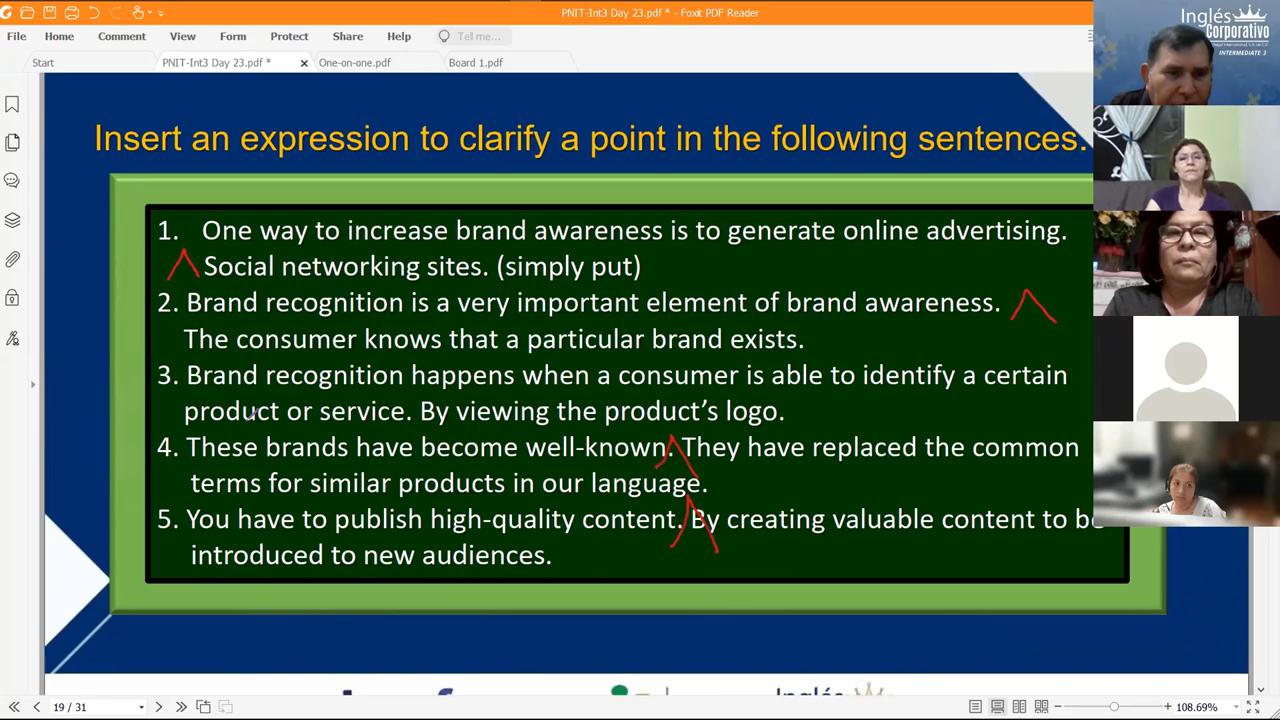 PNIT-Int3 Day 23.pdf * - Foxit PDF Reader
File Home Comment View Form Protect Share Help Tell me...
Start PNIT-Int3 Day 23.pdf * One-on-one.pdf Board 1.pdf
Inglés
Corporativo
INTERMEDIATE 3
Insert an expression to clarify a point in the following sentences.
1. One way to increase brand awareness is to generate online advertising.
Social networking sites. (simply put)
2. Brand recognition is a very important element of brand awareness.
The consumer knows that a particular brand exists.
3. Brand recognition happens when a consumer is able to identify a certain
product or service. By viewing the product’s logo.
4. These brands have become well-known. They have replaced the common
terms for similar products in our language.
5. You have to publish high-quality content. By creating valuable content to be
introduced to new audiences.
Inglés
19 / 31
108.69%